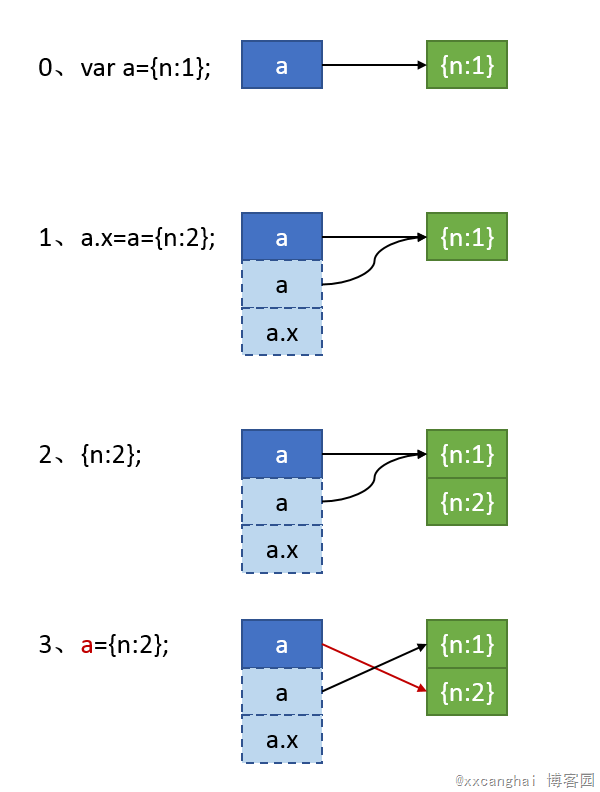 0、var a={n:1};
a
{n:1}
1、a.x=a={n:2};
a
{n:1}
a
a.x
2、{n:2};
a
{n:1}
a
{n:2}
a.x
3、a={n:2};
a
{n:1}
a
{n:2}
a.x
@xxcanghai 博客园